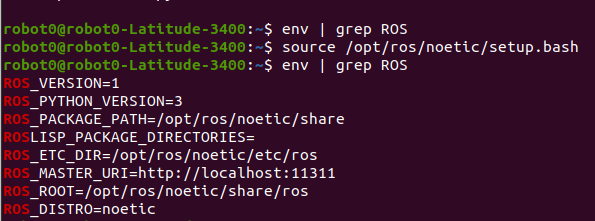 robot0@robot0-Latitude-3400:~$ env | grep ROS
robot0@robot0-Latitude-3400:~$ source /opt/ros/noetic/setup.bash
robot0@robot0-Latitude-3400:~$ env | grep ROS
ROS_VERSION=1
ROS_PYTHON_VERSION=3
ROS_PACKAGE_PATH=/opt/ros/noetic/share
ROSLISP_PACKAGE_DIRECTORIES=
ROS_ETC_DIR=/opt/ros/noetic/etc/ros
ROS_MASTER_URI=http://localhost:11311
ROS_ROOT=/opt/ros/noetic/share/ros
ROS_DISTRO=noetic